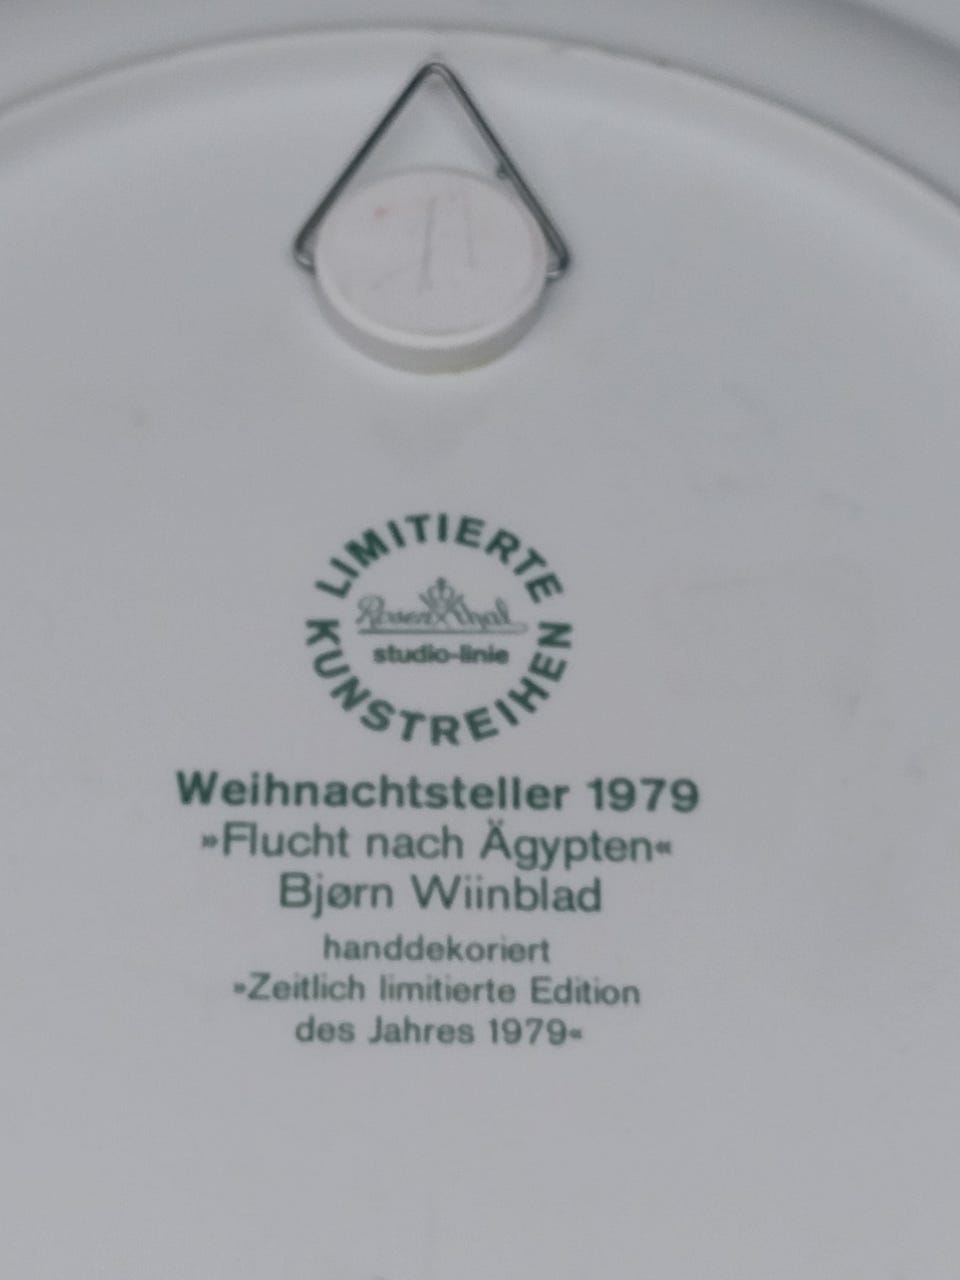 LIMITIERTE
Rosenthal
studio-linie
KUNSTREIHEN
Weihnachtsteller 1979
»Flucht nach Ägypten«
Bjørn Wiinblad
handdekoriert
»Zeitlich limitierte Edition
des Jahres 1979«